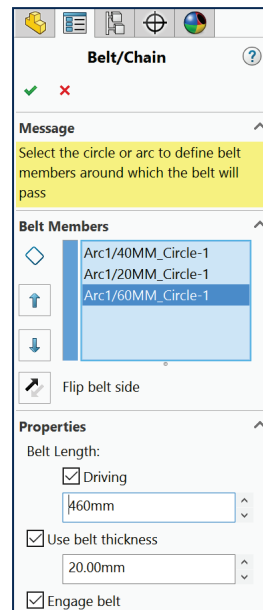 Belt/Chain
?
Message
Select the circle or arc to define belt
members around which the belt will
pass
Belt Members
Arc1/40MM_Circle-1
Arc1/20MM_Circle-1
Arc1/60MM_Circle-1
Flip belt side
Properties
Belt Length:
Driving
460mm
Use belt thickness
20.00mm
Engage belt